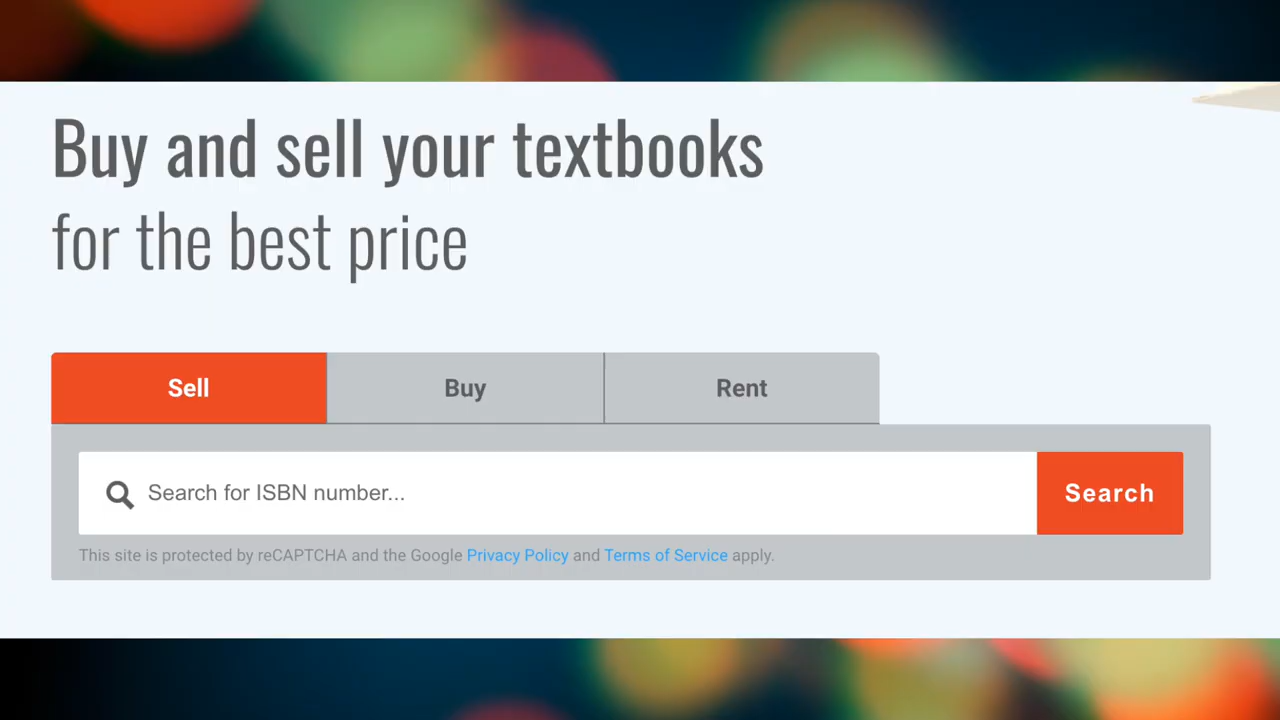 Buy and sell your textbooks
for the best price
Sell
Buy
Rent
Search for ISBN number...
Search
This site is protected by reCAPTCHA and the Google Privacy Policy and Terms of Service apply.